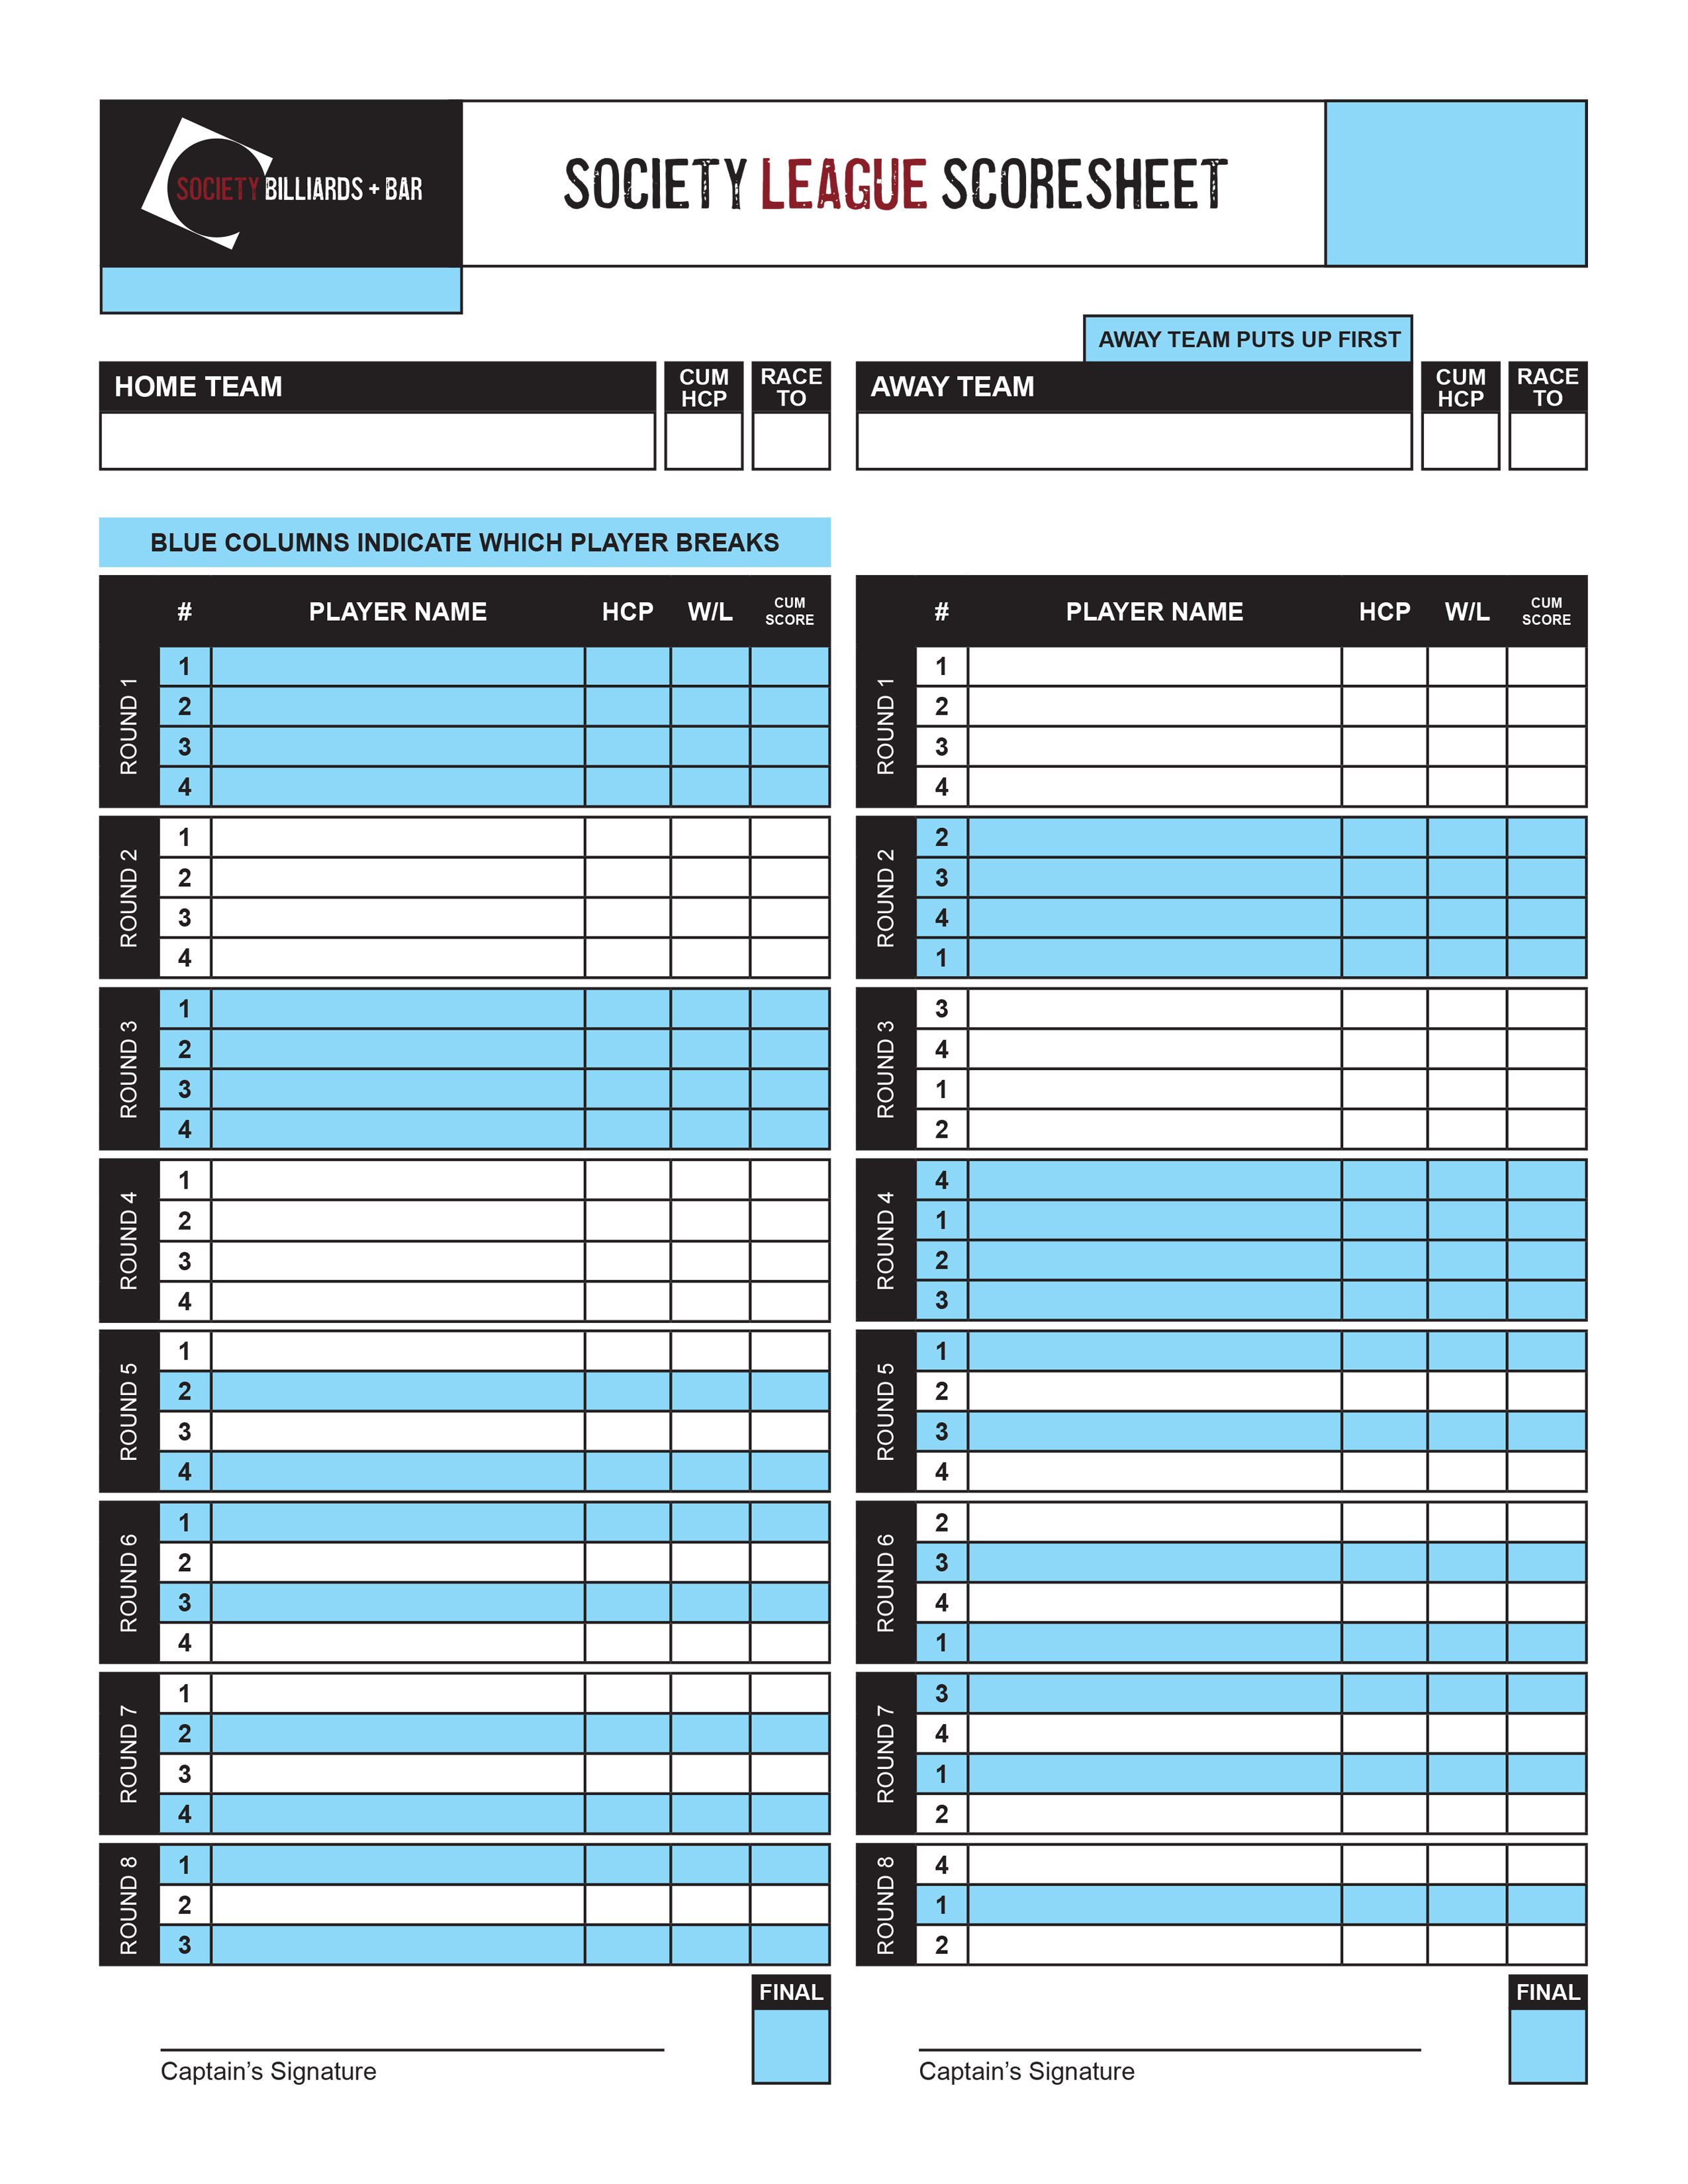 SOCIETY BILLIARDS + BAR
SOCIETY LEAGUE SCORESHEET
AWAY TEAM PUTS UP FIRST
HOME TEAM
CUM HCP
RACE TO
AWAY TEAM
CUM HCP
RACE TO
BLUE COLUMNS INDICATE WHICH PLAYER BREAKS
# PLAYER NAME HCP W/L CUM SCORE
ROUND 1
1
2
3
4
ROUND 2
1
2
3
4
ROUND 3
1
2
3
4
ROUND 4
1
2
3
4
ROUND 5
1
2
3
4
ROUND 6
1
2
3
4
ROUND 7
1
2
3
4
ROUND 8
1
2
3
FINAL
Captain’s Signature
# PLAYER NAME HCP W/L CUM SCORE
ROUND 1
1
2
3
4
ROUND 2
2
3
4
1
ROUND 3
3
4
1
2
ROUND 4
4
1
2
3
ROUND 5
1
2
3
4
ROUND 6
2
3
4
1
ROUND 7
3
4
1
2
ROUND 8
4
1
2
FINAL
Captain’s Signature